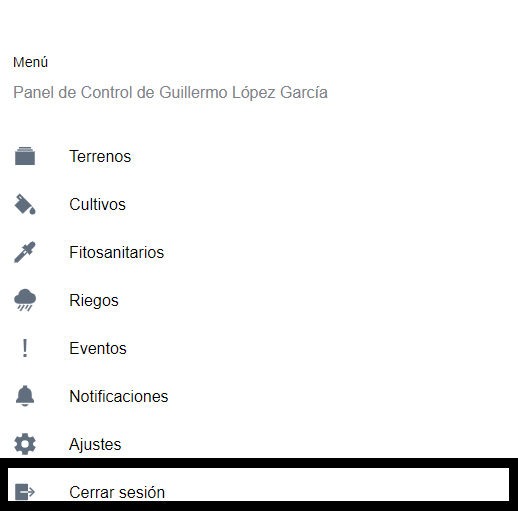 Menú
Panel de Control de Guillermo López García
Terrenos
Cultivos
Fitosanitarios
Riegos
Eventos
Notificaciones
Ajustes
Cerrar sesión